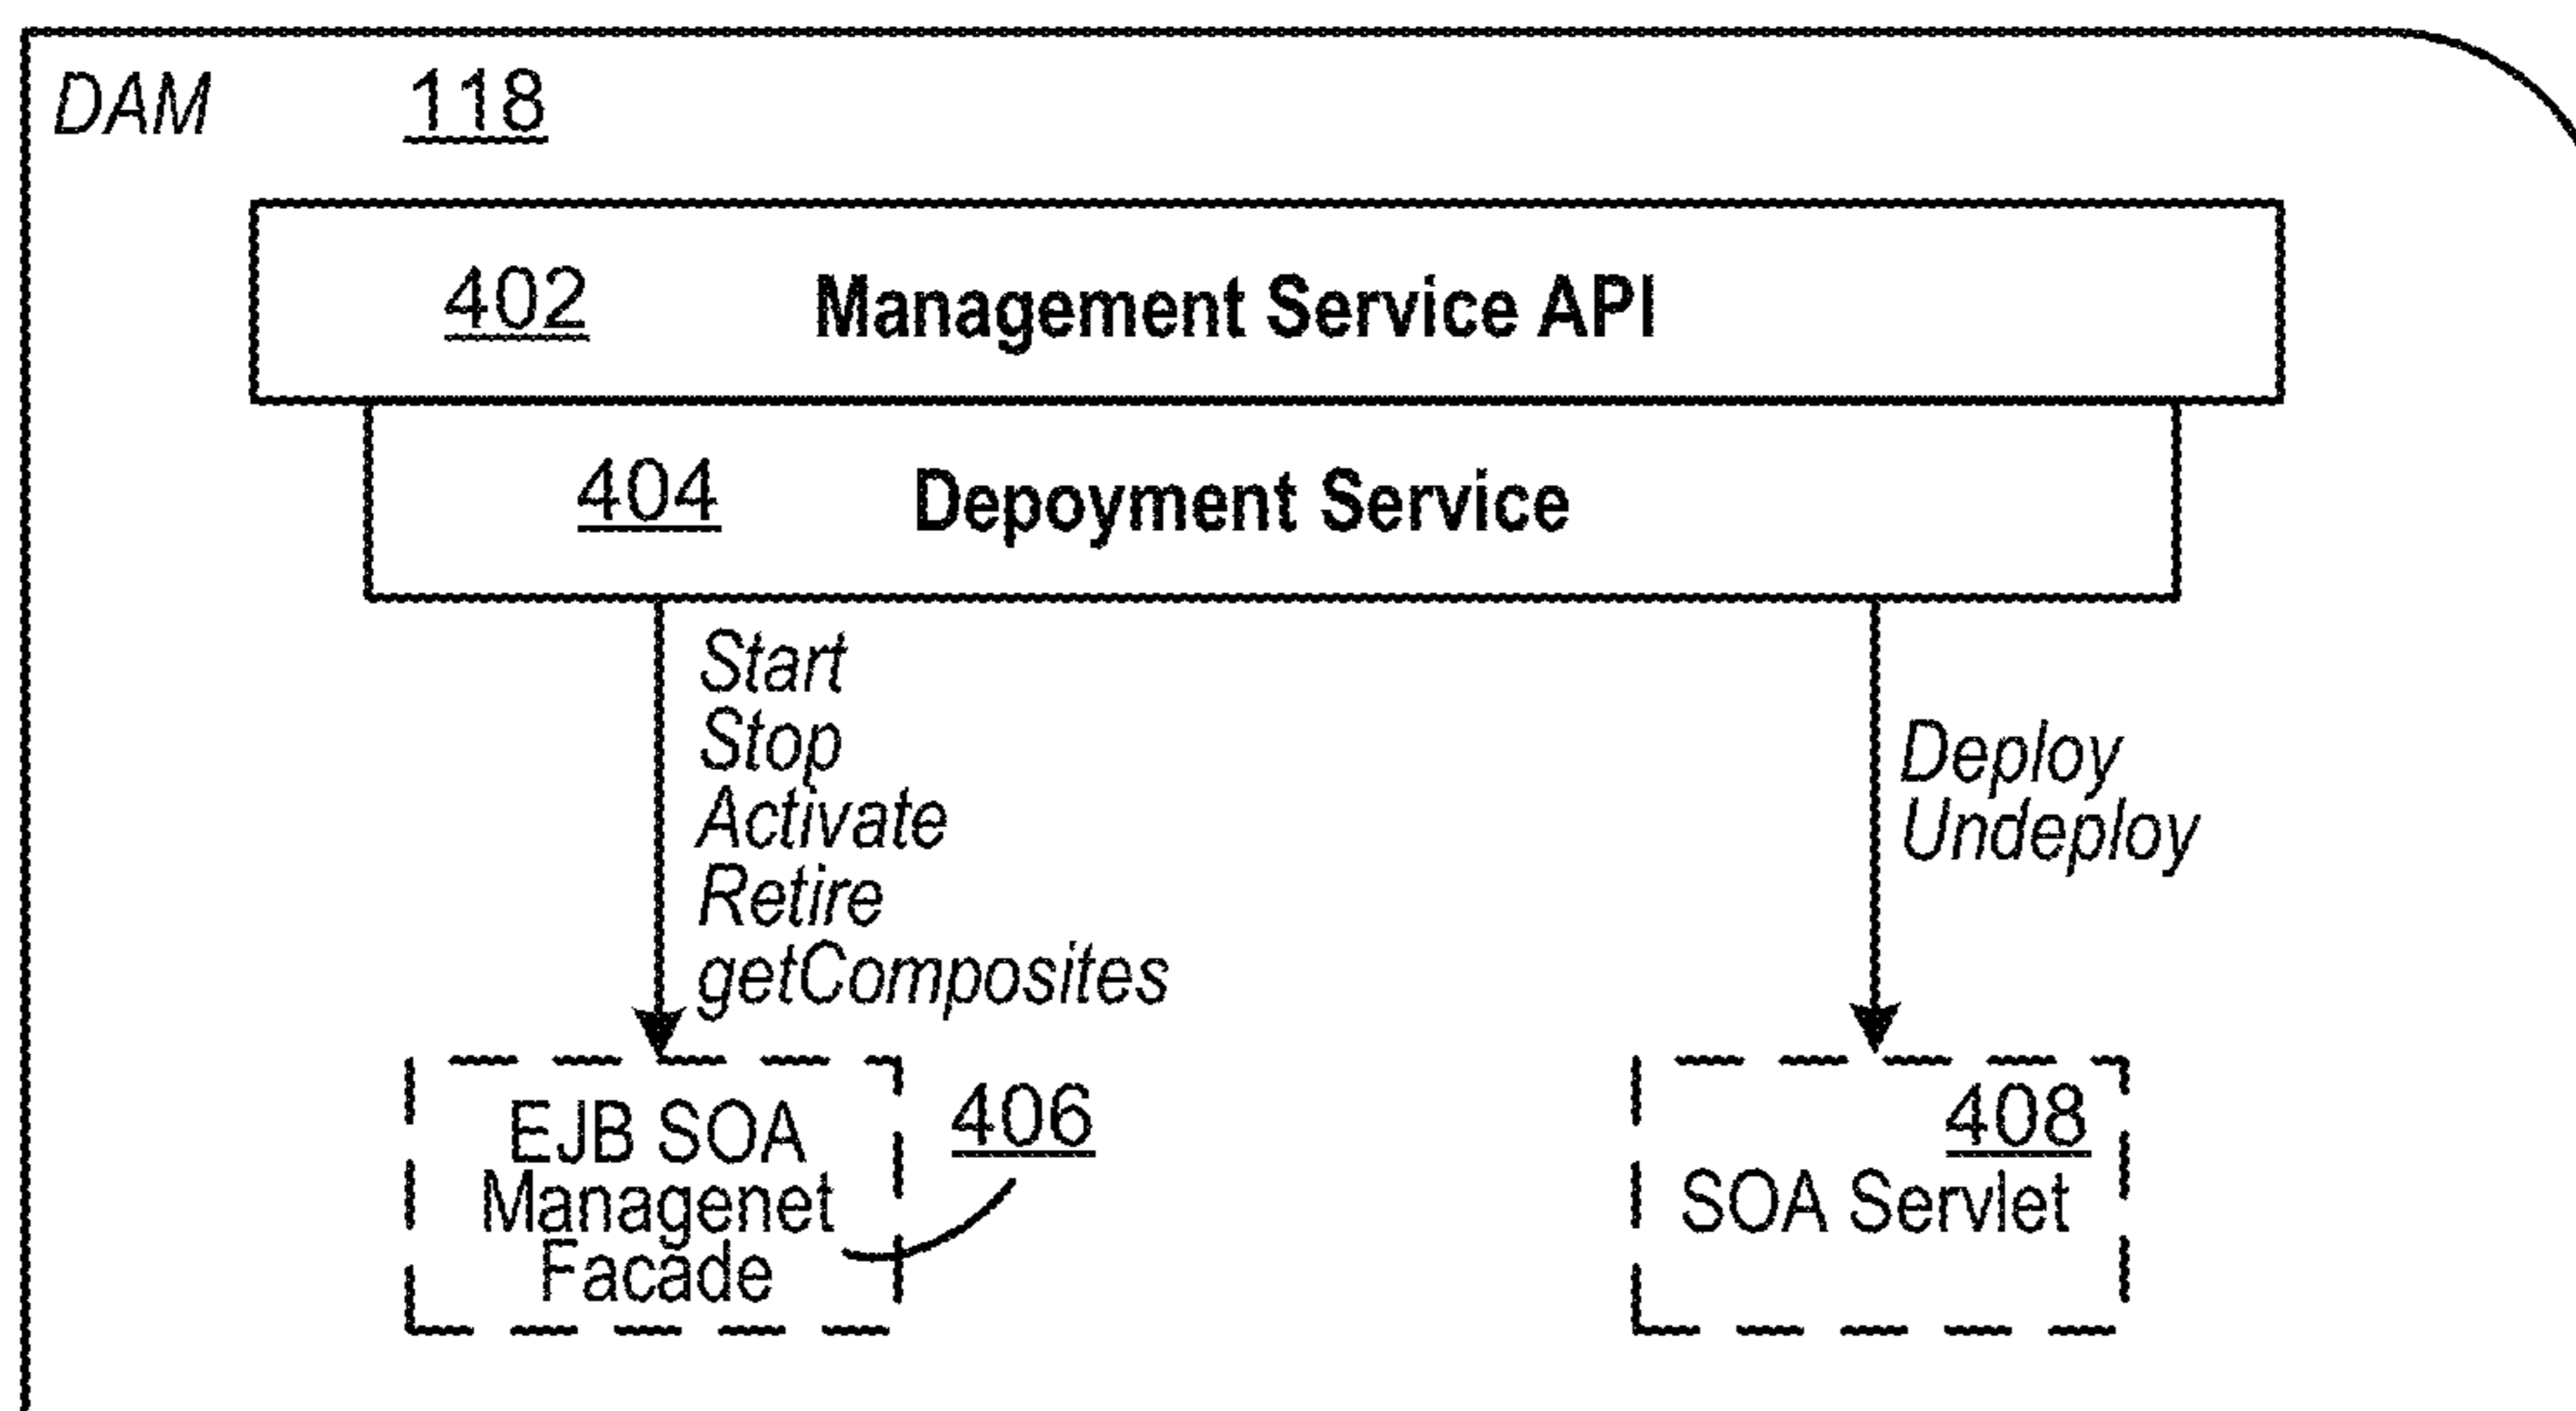 DAM 118
402 Management Service API
404 Depoyment Service
Start
Stop
Activate
Retire
getComposites
Deploy
Undeploy
EJB SOA
Managenet
Facade
406
408
SOA Servlet